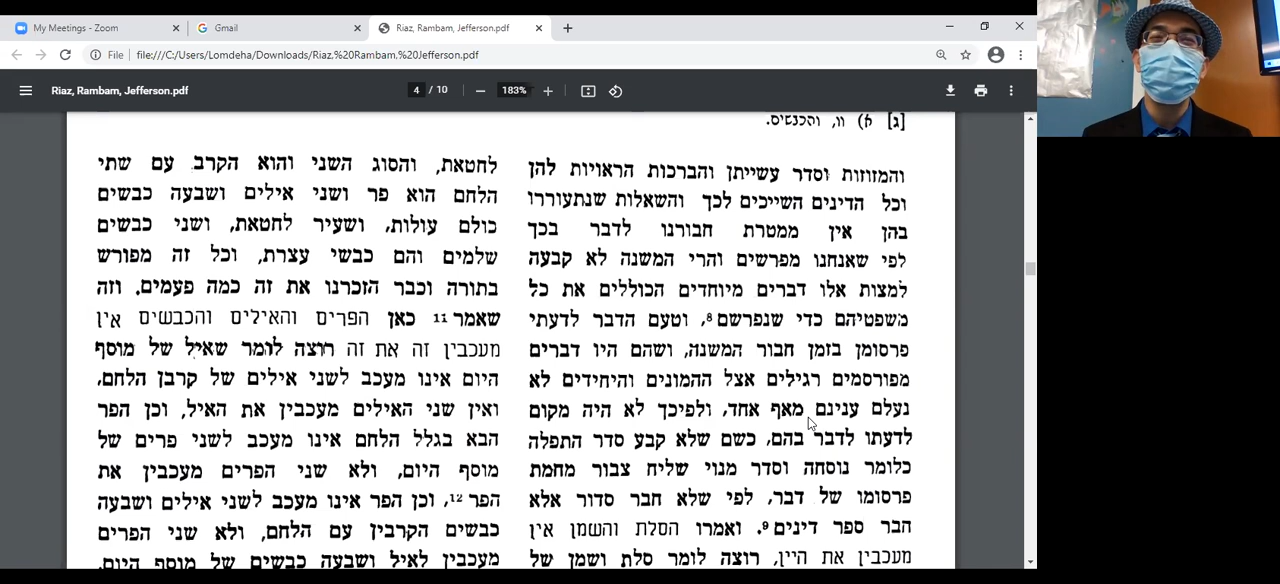 My Meetings - Zoom
Gmail
Riaz, Rambam, Jefferson.pdf
File
file:///C:/Users/Lomdeha/Downloads/Riaz,%20Rambam,%20Jefferson.pdf
Riaz, Rambam, Jefferson.pdf
4 / 10
183%
[ג] א) וו, והכבשים.
והמזוזות וסדר עשייתן והברכות הראויות להן
וכל הדינים השייכים לכך והשאלות שנתעוררו
בהן אין ממטרת חבורנו לדבר בכך
לפי שאנחנו מפרשים והרי המשנה לא קבעה
למצות אלו דברים מיוחדים הכוללים את כל
משפטיהם כדי שנפרשם 8, וטעם הדבר לדעתי
פרסומן בזמן חבור המשנה, ושהם היו דברים
מפורסמים רגילים אצל ההמונים והיחידים לא
נעלם ענינם מאף אחד, ולפיכך לא היה מקום
לדעתו לדבר בהם, כשם שלא קבע סדר התפלה
כלומר נוסחה וסדר מנוי שליח צבור מחמת
פרסומו של דבר, לפי שלא חבר סדור אלא
חבר ספר דינים 9. ואמרו הסלת והשמן אין
מעכבין את היין, רוצה לומר סלת ושמן של
לחטאת, והסוג השני והוא הקרב עם שתי
הלחם הוא פר ושני אילים ושבעה כבשים
כולם עולות, ושעיר לחטאת, ושני כבשים
שלמים והם כבשי עצרת, וכל זה מפורש
בתורה וכבר הזכרנו את זה כמה פעמים. וזה
שאמר 11 כאן הפרים והאילים והכבשים אין
מעכבין זה את זה רוצה לומר שאיל של מוסף
היום אינו מעכב לשני אילים של קרבן הלחם,
ואין שני האילים מעכבין את האיל, וכן הפר
הבא בגלל הלחם אינו מעכב לשני פרים של
מוסף היום, ולא שני הפרים מעכבין את
הפר 12, וכן הפר אינו מעכב לשני אילים ושבעה
כבשים הקרבין עם הלחם, ולא שני הפרים
מעכבין לאיל ושבעה כבשים של מוסף היום,